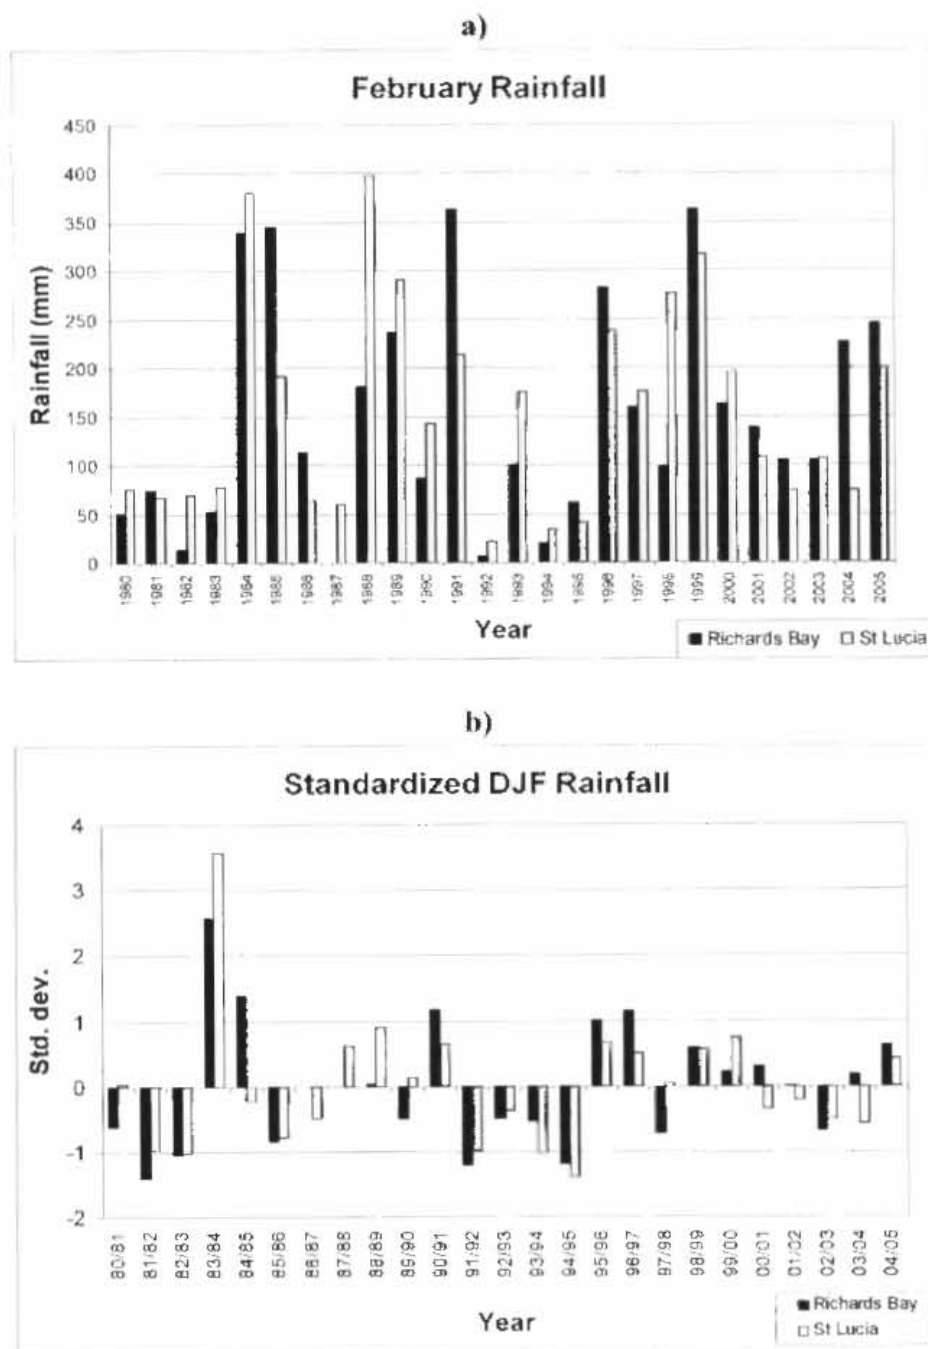 a)
February Rainfall
450
400
350
300
250
200
150
100
50
0
Rainfall (mm)
1980 1981 1982 1983 1984 1985 1986 1987 1988 1989 1990 1991 1992 1993 1994 1995 1996 1997 1998 1999 2000 2001 2002 2003 2004 2005
Year
Richards Bay St Lucia
b)
Standardized DJF Rainfall
4
3
2
1
0
-1
-2
Std. dev.
80/81 81/82 82/83 83/84 84/85 85/86 86/87 87/88 88/89 89/90 90/91 91/92 92/93 93/94 94/95 95/96 96/97 97/98 98/99 99/00 00/01 01/02 02/03 03/04 04/05
Year
Richards Bay
St Lucia